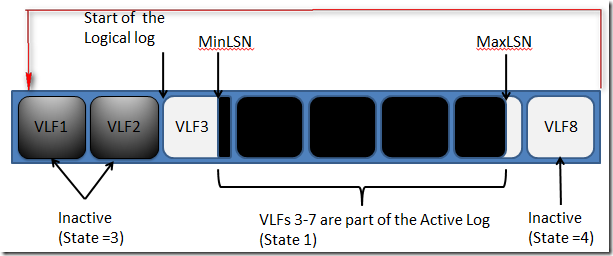 Start of the
Logical log
MinLSN
MaxLSN
VLF1
VLF2
VLF3
VLF8
Inactive
(State =3)
VLFs 3-7 are part of the Active Log
(State 1)
Inactive
(State =4)